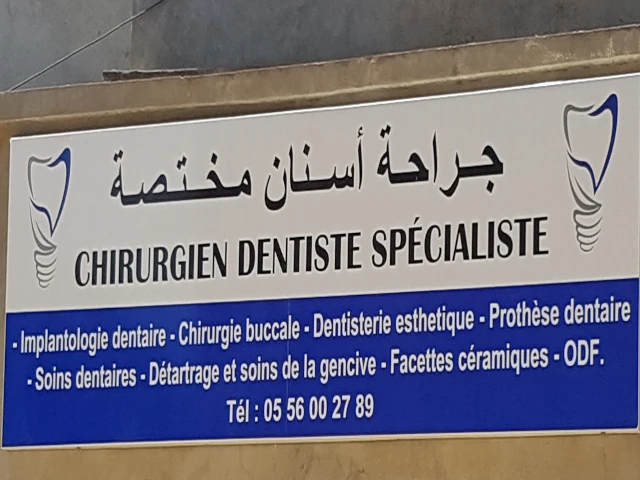 جراحة أسنان مختصة
CHIRURGIEN DENTISTE SPÉCIALISTE
- Implantologie dentaire - Chirurgie buccale - Dentisterie esthetique - Prothèse dentaire
- Soins dentaires - Détartrage et soins de la gencive - Facettes céramiques - ODF.
Tél : 05 56 00 27 89